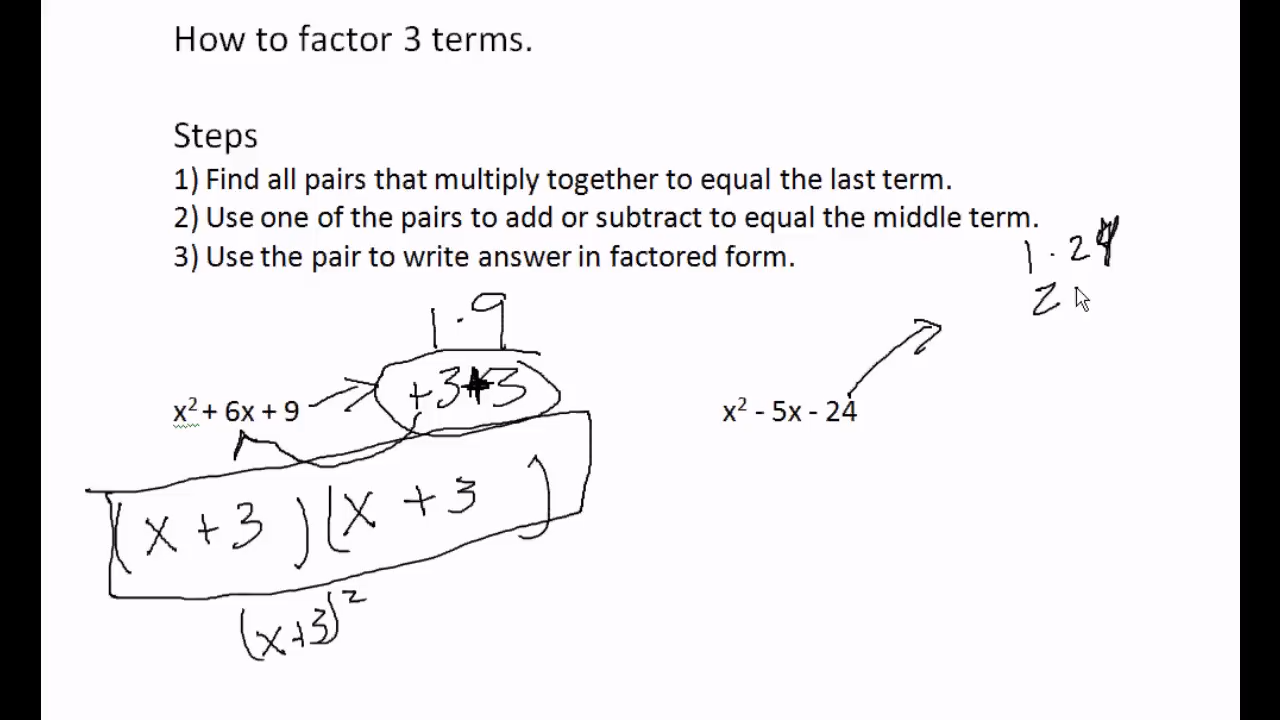 How to factor 3 terms.
Steps
1) Find all pairs that multiply together to equal the last term.
2) Use one of the pairs to add or subtract to equal the middle term.
3) Use the pair to write answer in factored form.
1 · 24
2
1 · 9
+3 +3
x² + 6x + 9
x² - 5x - 24
(x + 3)(x + 3)
(x+3)²